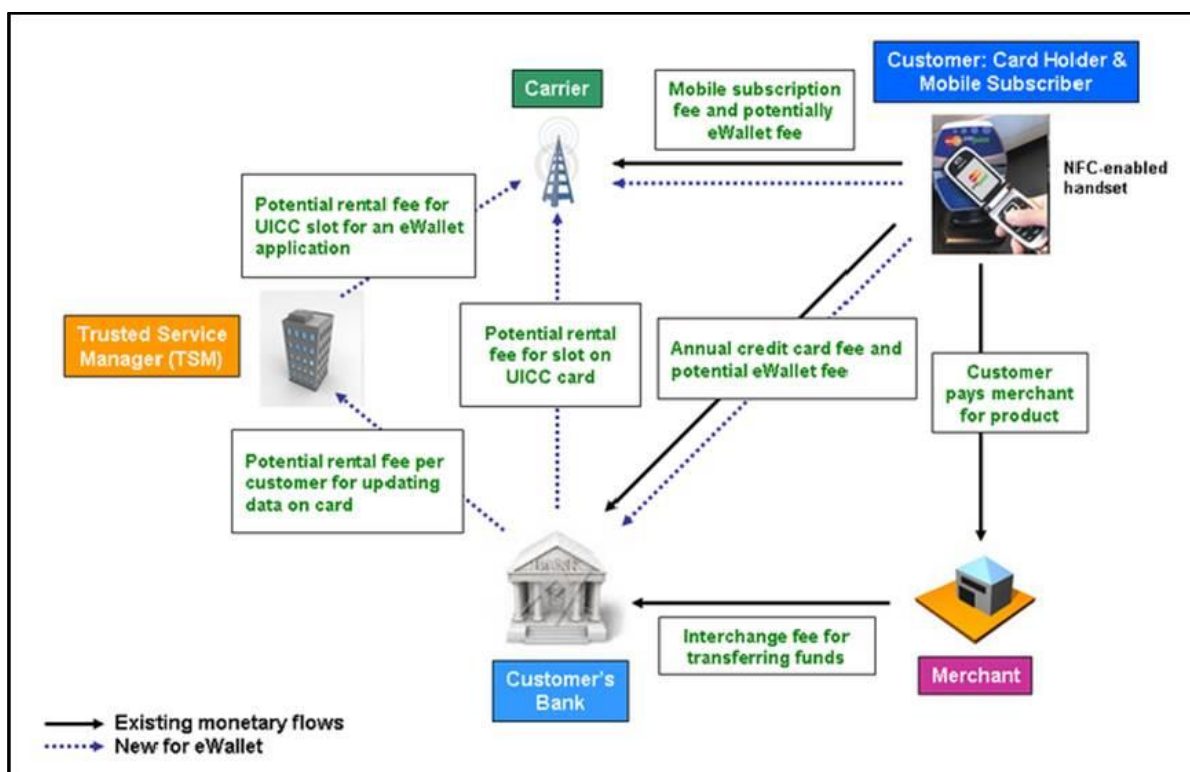 Carrier
Customer: Card Holder &
Mobile Subscriber
Mobile subscription
fee and potentially
eWallet fee
NFC-enabled
handset
Potential rental fee for
UICC slot for an eWallet
application
Trusted Service
Manager (TSM)
Potential rental
fee for slot on
UICC card
Annual credit card fee and
potential eWallet fee
Customer
pays merchant
for product
Potential rental fee per
customer for updating
data on card
Interchange fee for
transferring funds
Customer's
Bank
Merchant
Existing monetary flows
New for eWallet